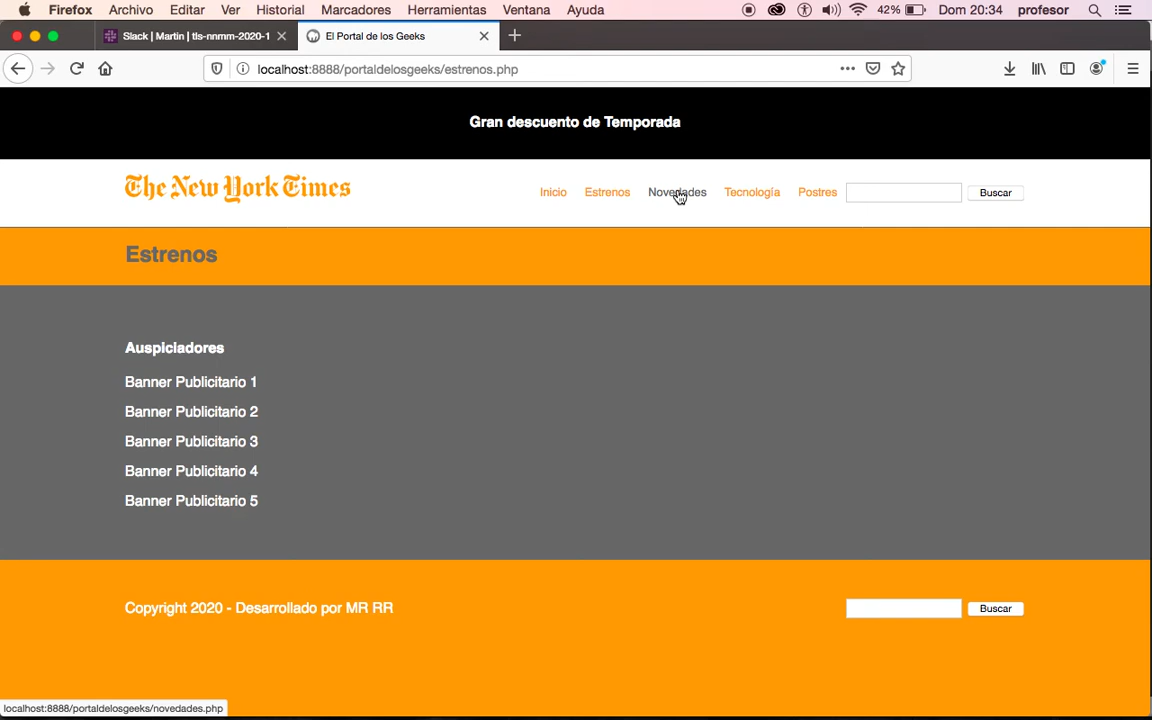 Firefox Archivo Editar Ver Historial Marcadores Herramientas Ventana Ayuda 42% Dom 20:34 profesor
Slack | Martin | tls-nnmm-2020-1 El Portal de los Geeks
localhost:8888/portaldelosgeeks/estrenos.php
Gran descuento de Temporada
The New York Times Inicio Estrenos Novedades Tecnología Postres Buscar
Estrenos
Auspiciadores
Banner Publicitario 1
Banner Publicitario 2
Banner Publicitario 3
Banner Publicitario 4
Banner Publicitario 5
Copyright 2020 - Desarrollado por MR RR Buscar
localhost:8888/portaldelosgeeks/novedades.php